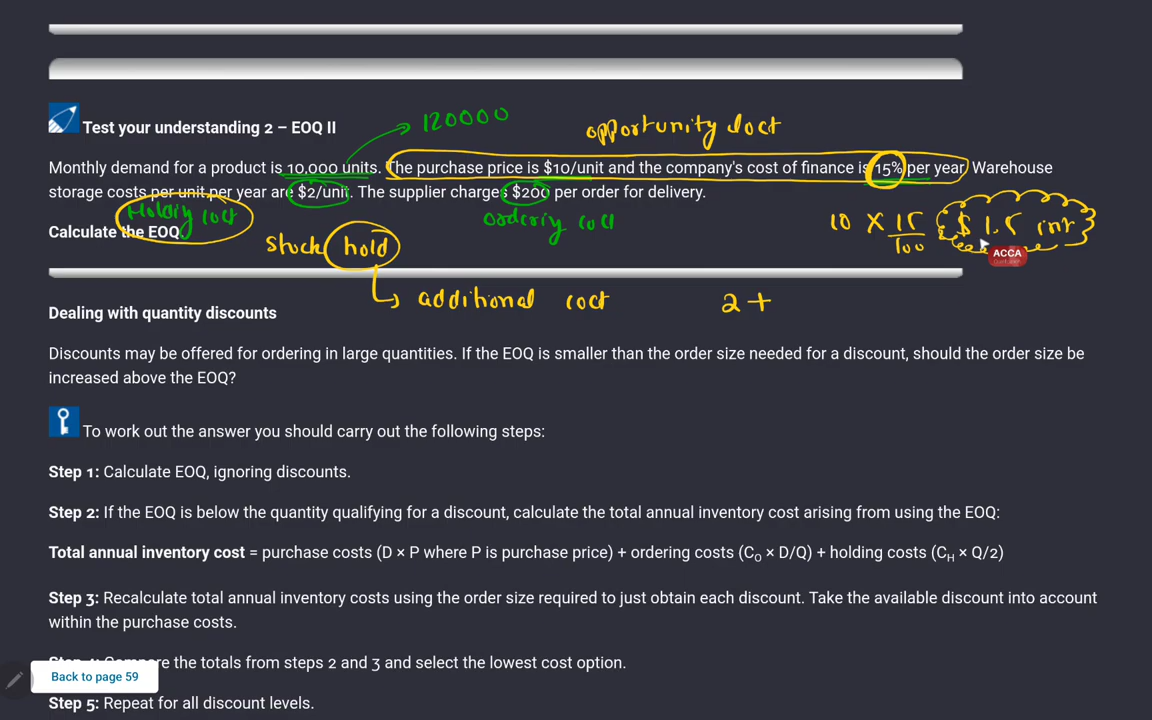 120000
opportunity cost
Test your understanding 2 – EOQ II
Monthly demand for a product is 10,000 units. The purchase price is $10/unit and the company's cost of finance is 15% per year. Warehouse
storage costs per unit per year are $2/unit. The supplier charges $200 per order for delivery.
Holding cost
ordering cost
10 × 15/100 $1.5 int
Calculate the EOQ
stock hold
ACCA
additional cost 2 +
Dealing with quantity discounts
Discounts may be offered for ordering in large quantities. If the EOQ is smaller than the order size needed for a discount, should the order size be
increased above the EOQ?
To work out the answer you should carry out the following steps:
Step 1: Calculate EOQ, ignoring discounts.
Step 2: If the EOQ is below the quantity qualifying for a discount, calculate the total annual inventory cost arising from using the EOQ:
Total annual inventory cost = purchase costs (D × P where P is purchase price) + ordering costs (C₀ × D/Q) + holding costs (Cʜ × Q/2)
Step 3: Recalculate total annual inventory costs using the order size required to just obtain each discount. Take the available discount into account
within the purchase costs.
the totals from steps 2 and 3 and select the lowest cost option.
Back to page 59
Step 5: Repeat for all discount levels.